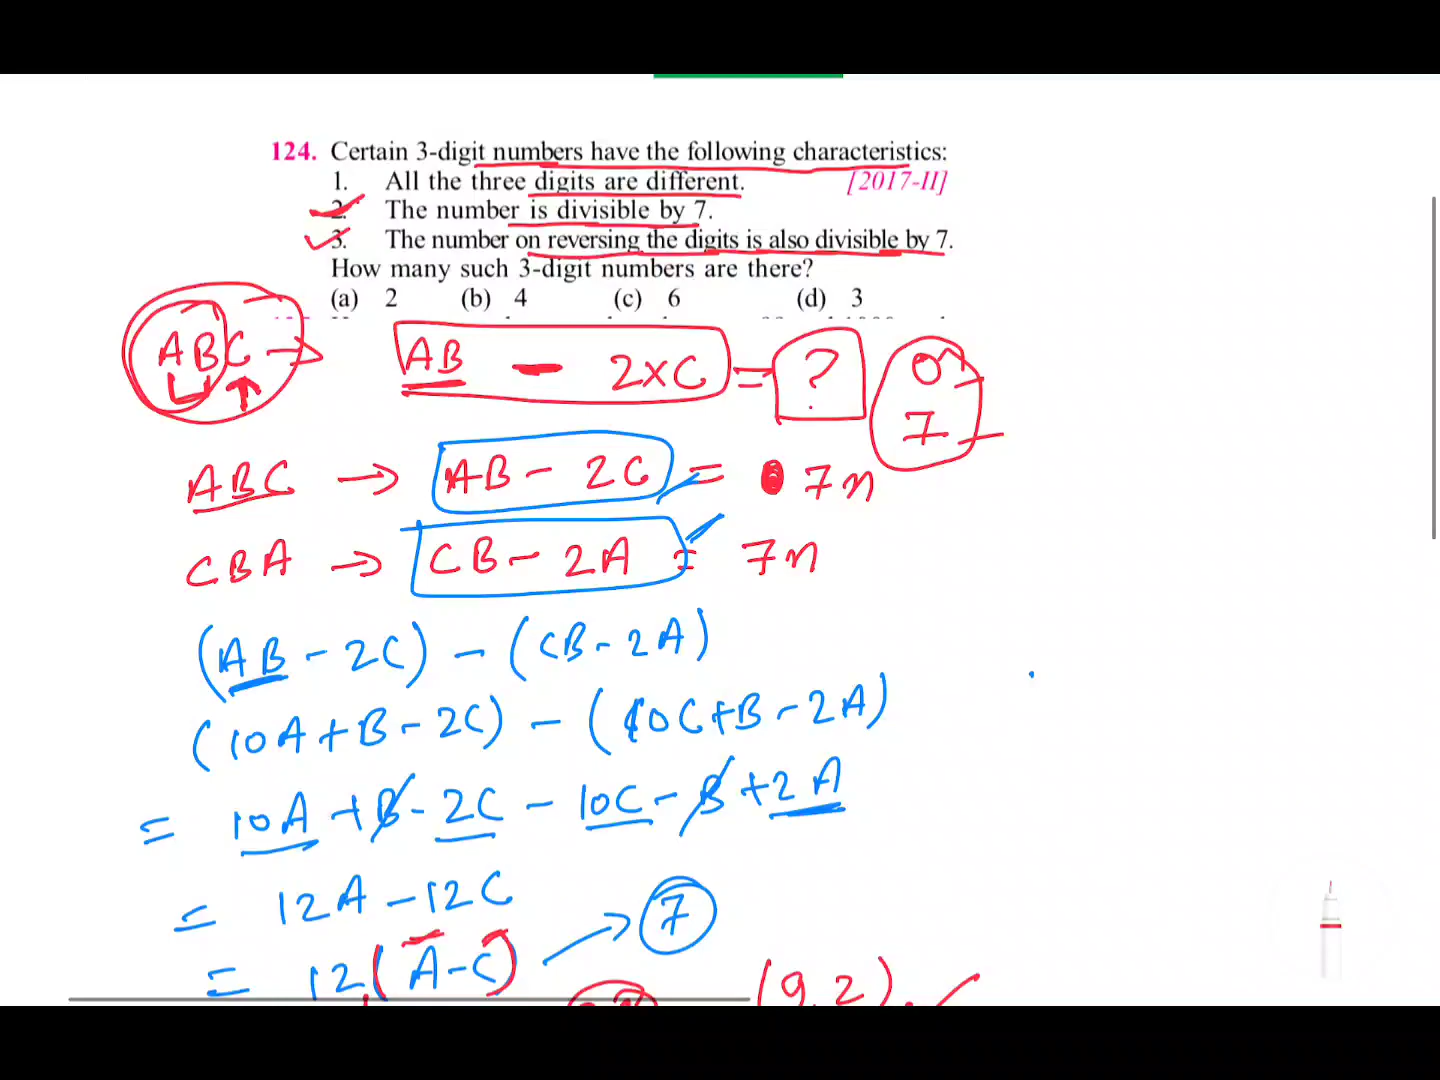 124. Certain 3-digit numbers have the following characteristics:
1. All the three digits are different. [2017-II]
2. The number is divisible by 7.
3. The number on reversing the digits is also divisible by 7.
How many such 3-digit numbers are there?
(a) 2 (b) 4 (c) 6 (d) 3
ABC → AB - 2×C = ? 0 7
ABC → AB - 2C = 7n
CBA → CB - 2A = 7n
(AB - 2C) - (CB - 2A)
(10A + B - 2C) - (10C + B - 2A)
= 10A + B - 2C - 10C - B + 2A
= 12A - 12C
= 12(A - C) → 7
(9,2)